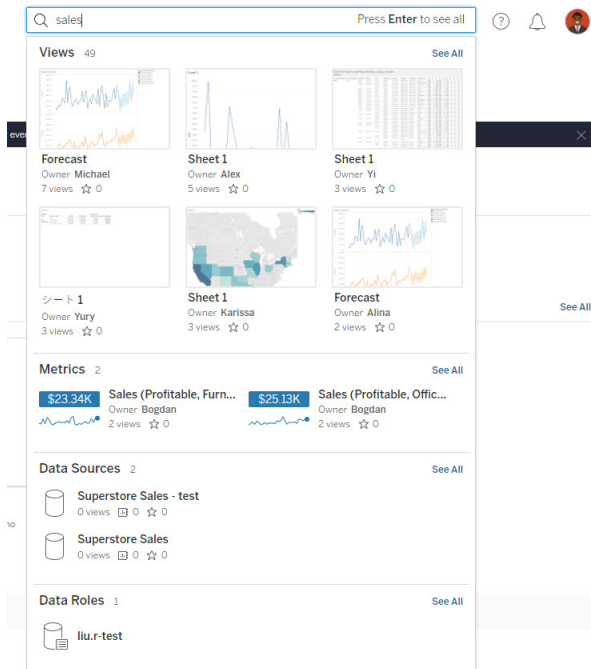 sales
Press Enter to see all
Views 49
See All
Forecast
Owner Michael
7 views 0
Sheet 1
Owner Alex
5 views 0
Sheet 1
Owner Yi
3 views 0
シート 1
Owner Yury
3 views 0
Sheet 1
Owner Karissa
3 views 0
Forecast
Owner Alina
2 views 0
See All
Metrics 2
See All
$23.34K
Sales (Profitable, Furn...
Owner Bogdan
2 views 0
$25.13K
Sales (Profitable, Offic...
Owner Bogdan
2 views 0
Data Sources 2
See All
Superstore Sales - test
0 views 0 0
Superstore Sales
0 views 0 0
Data Roles 1
See All
liu.r-test